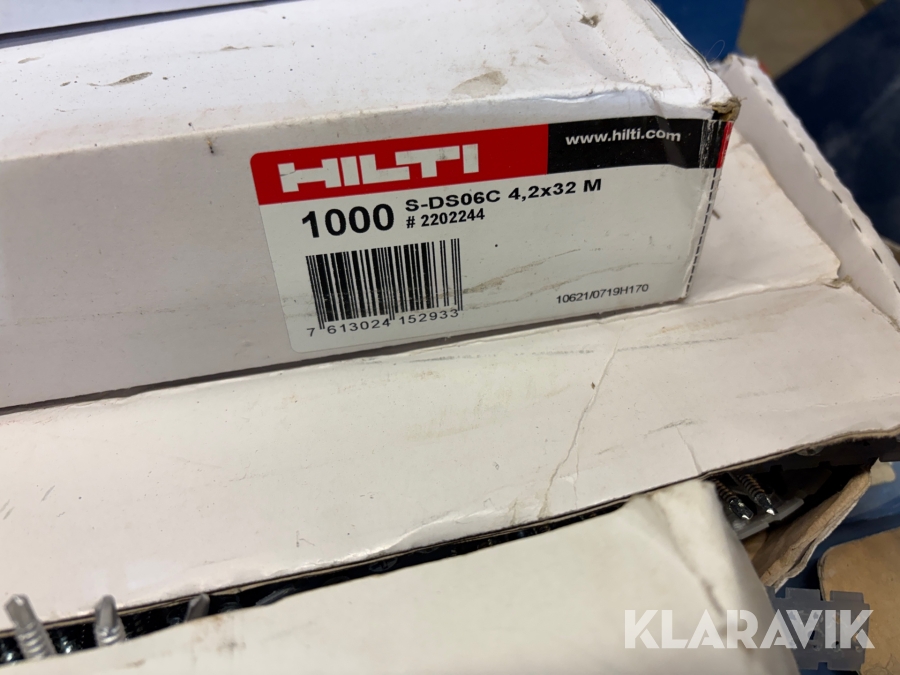 HILTI
www.hilti.com
1000
S-DS06C 4,2x32 M
# 2202244
7 613024 152933
10621/0719H170
KLARAVIK